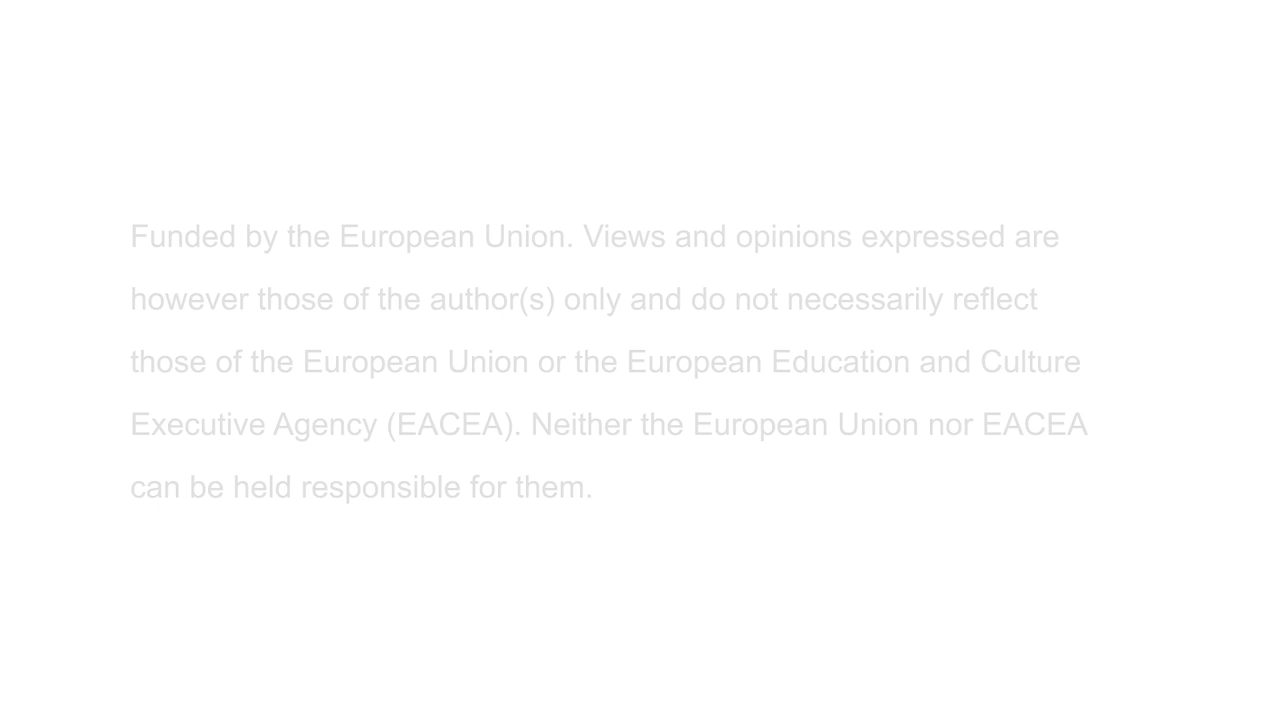 Funded by the European Union. Views and opinions expressed are
however those of the author(s) only and do not necessarily reflect
those of the European Union or the European Education and Culture
Executive Agency (EACEA). Neither the European Union nor EACEA
can be held responsible for them.